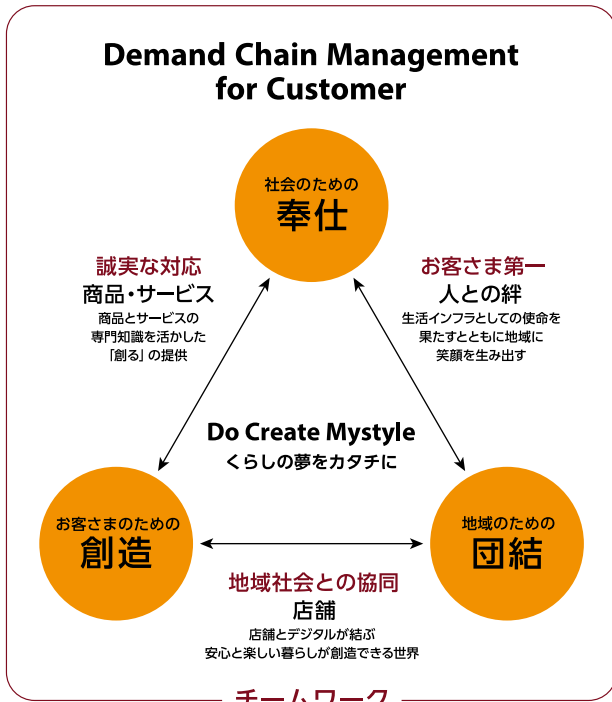 Demand Chain Management
for Customer
社会のための
奉仕
誠実な対応
商品・サービス
商品とサービスの
専門知識を活かした
「創る」の提供
お客さま第一
人との絆
生活インフラとしての使命を
果たすとともに地域に
笑顔を生み出す
Do Create Mystyle
くらしの夢をカタチに
お客さまのための
創造
地域のための
団結
地域社会との協同
店舗
店舗とデジタルが結ぶ
安心と楽しい暮らしが創造できる世界
チームワーク